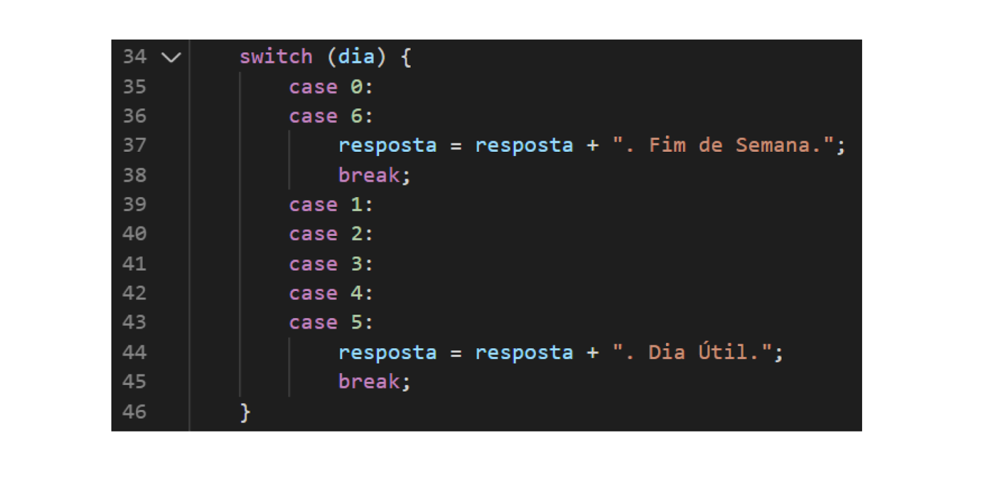 34 switch (dia) {
35 case 0:
36 case 6:
37 resposta = resposta + ". Fim de Semana.";
38 break;
39 case 1:
40 case 2:
41 case 3:
42 case 4:
43 case 5:
44 resposta = resposta + ". Dia Útil.";
45 break;
46 }